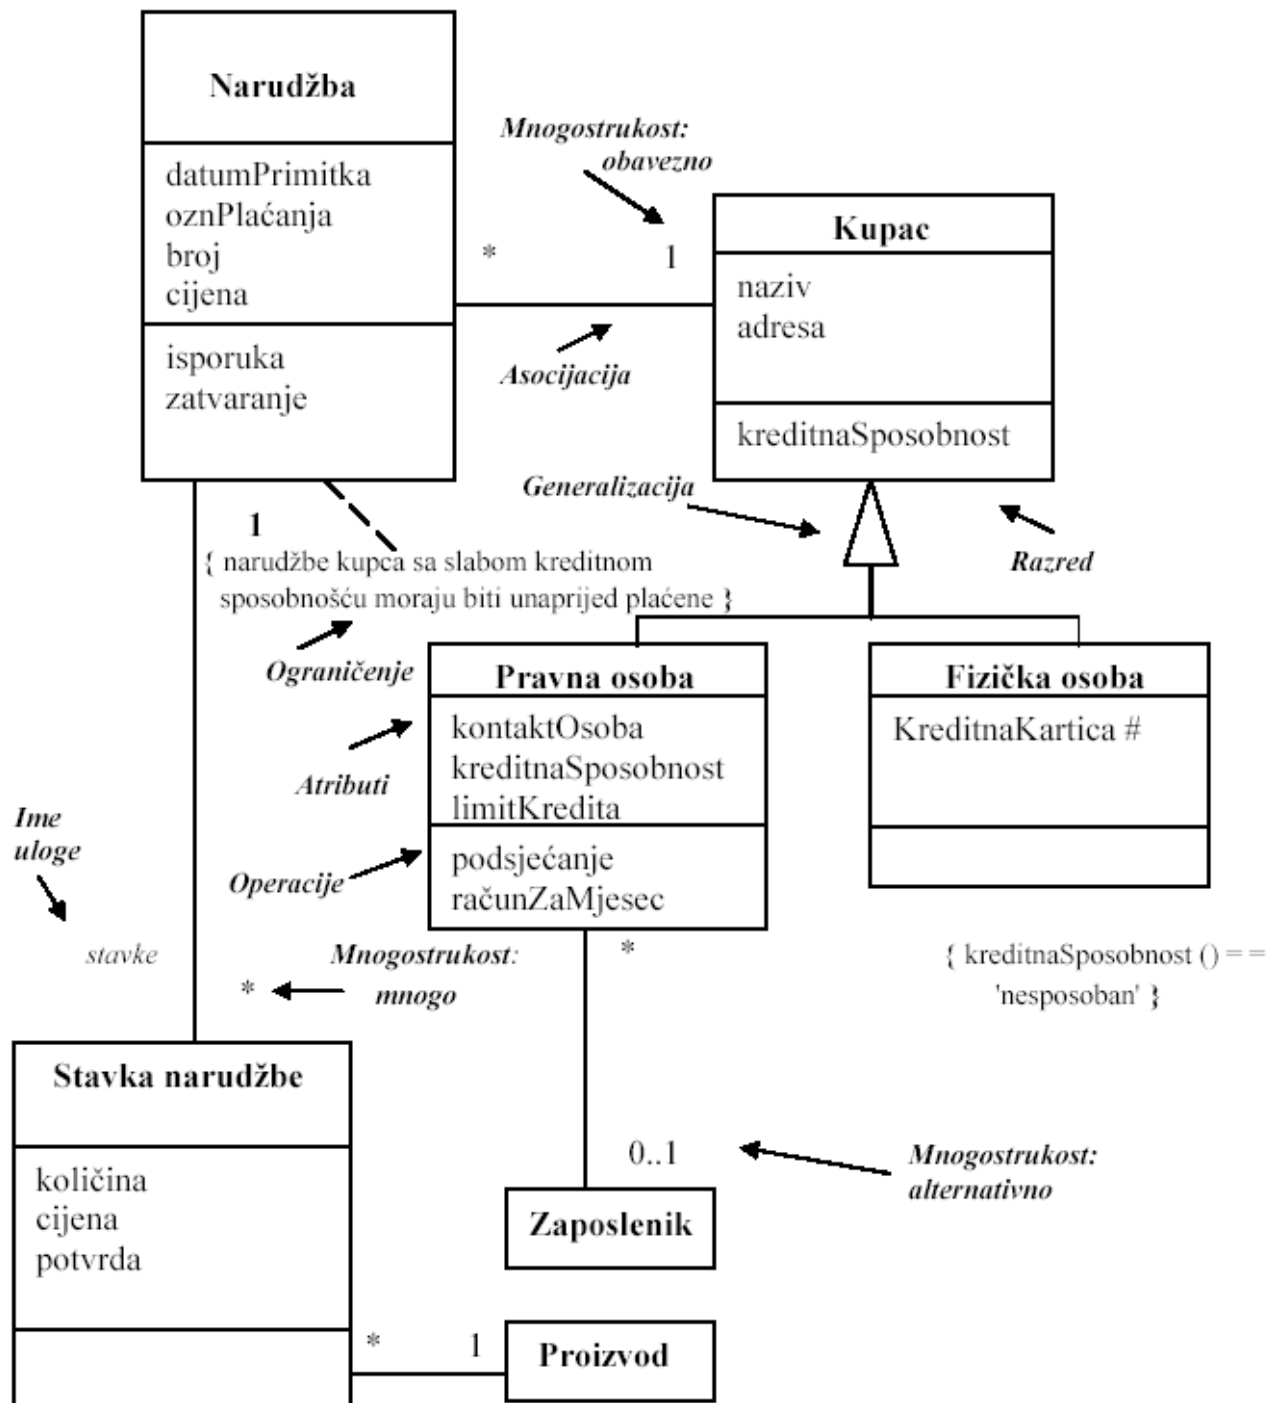 Narudžba
datumPrimitka
oznPlaćanja
broj
cijena
isporuka
zatvaranje
Mnogostrukost:
obavezno
*
1
Asocijacija
Kupac
naziv
adresa
kreditnaSposobnost
Generalizacija
Razred
1
{ narudžbe kupca sa slabom kreditnom
sposobnošću moraju biti unaprijed plaćene }
Ograničenje
Atributi
Operacije
Pravna osoba
kontaktOsoba
kreditnaSposobnost
limitKredita
podsjećanje
računZaMjesec
Fizička osoba
KreditnaKartica #
{ kreditnaSposobnost () = =
'nesposoban' }
Ime
uloge
stavke
*
Mnogostrukost:
mnogo
*
0..1
Mnogostrukost:
alternativno
Zaposlenik
Stavka narudžbe
količina
cijena
potvrda
*
1
Proizvod